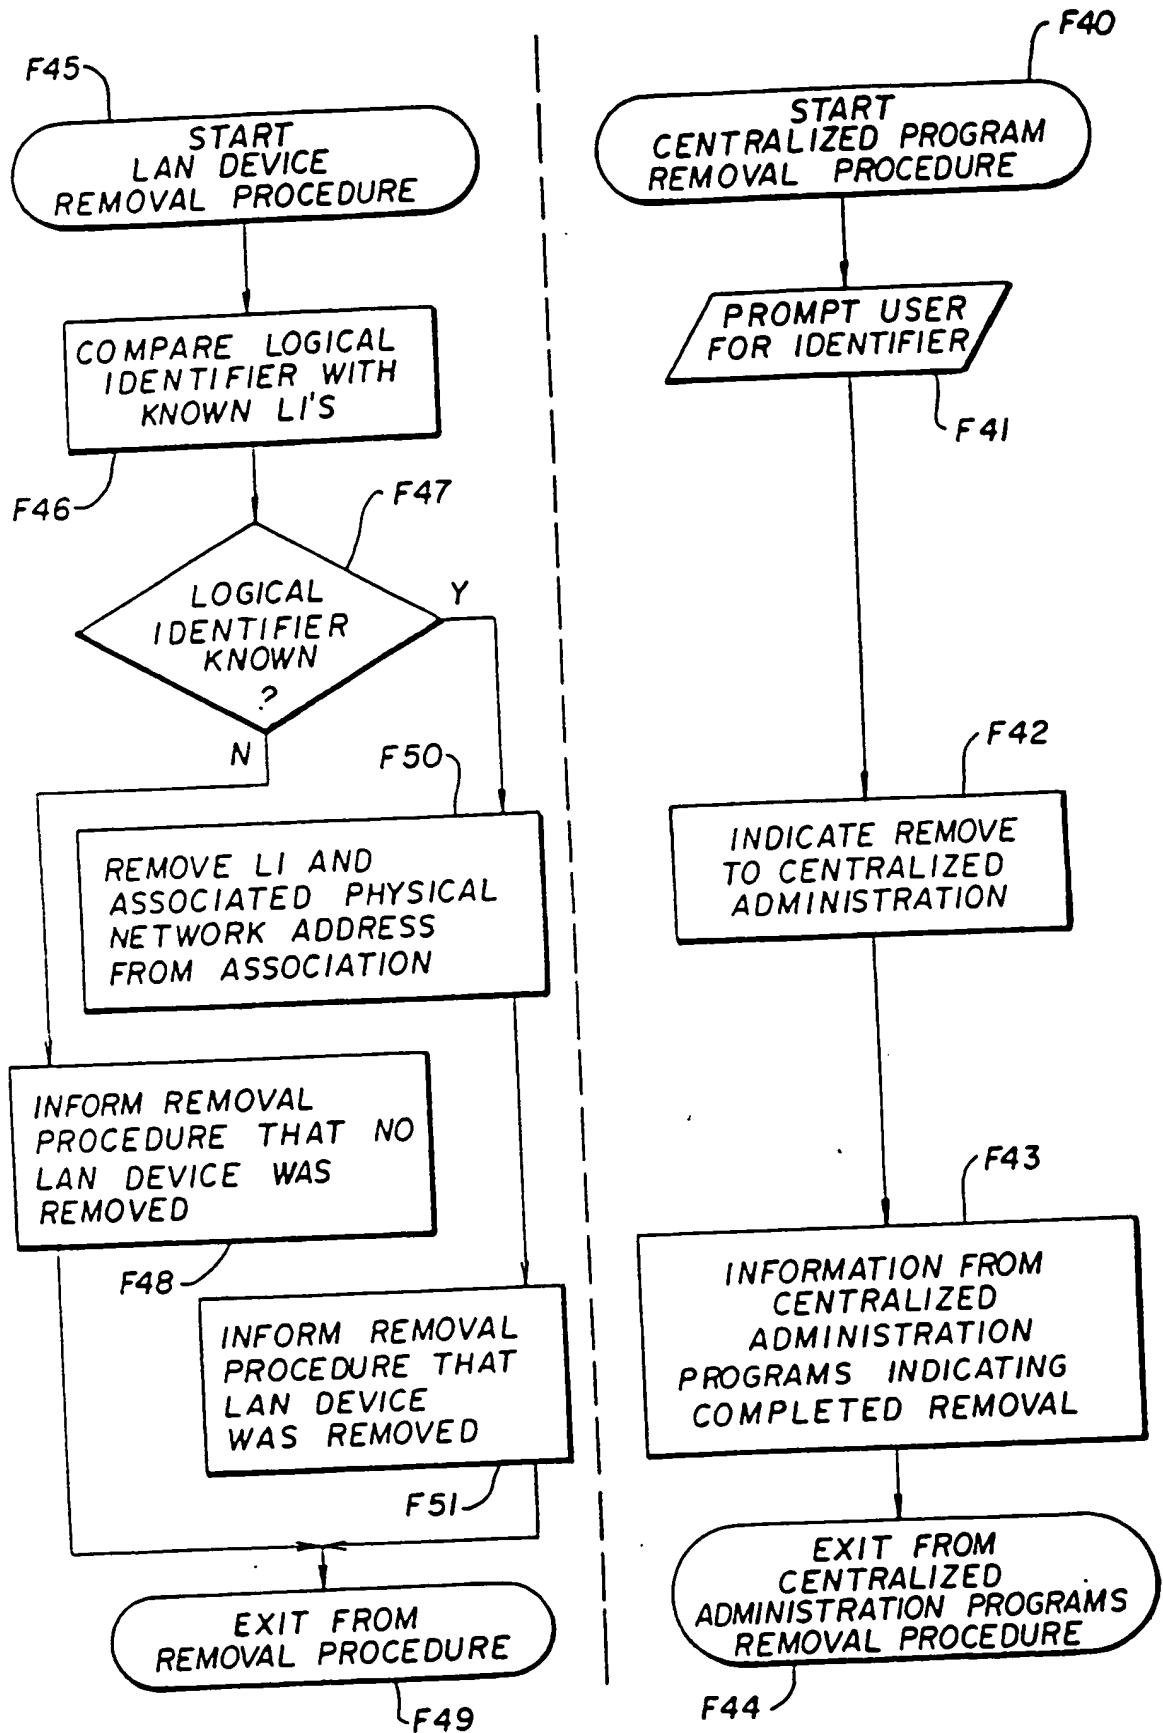 F45
START
LAN DEVICE
REMOVAL PROCEDURE
COMPARE LOGICAL
IDENTIFIER WITH
KNOWN LI'S
F46
F47
LOGICAL
IDENTIFIER
KNOWN
?
Y
N
F50
REMOVE LI AND
ASSOCIATED PHYSICAL
NETWORK ADDRESS
FROM ASSOCIATION
INFORM REMOVAL
PROCEDURE THAT NO
LAN DEVICE WAS
REMOVED
F48
INFORM REMOVAL
PROCEDURE THAT
LAN DEVICE
WAS REMOVED
F51
EXIT FROM
REMOVAL PROCEDURE
F49
F40
START
CENTRALIZED PROGRAM
REMOVAL PROCEDURE
PROMPT USER
FOR IDENTIFIER
F41
F42
INDICATE REMOVE
TO CENTRALIZED
ADMINISTRATION
F43
INFORMATION FROM
CENTRALIZED
ADMINISTRATION
PROGRAMS INDICATING
COMPLETED REMOVAL
EXIT FROM
CENTRALIZED
ADMINISTRATION PROGRAMS
REMOVAL PROCEDURE
F44